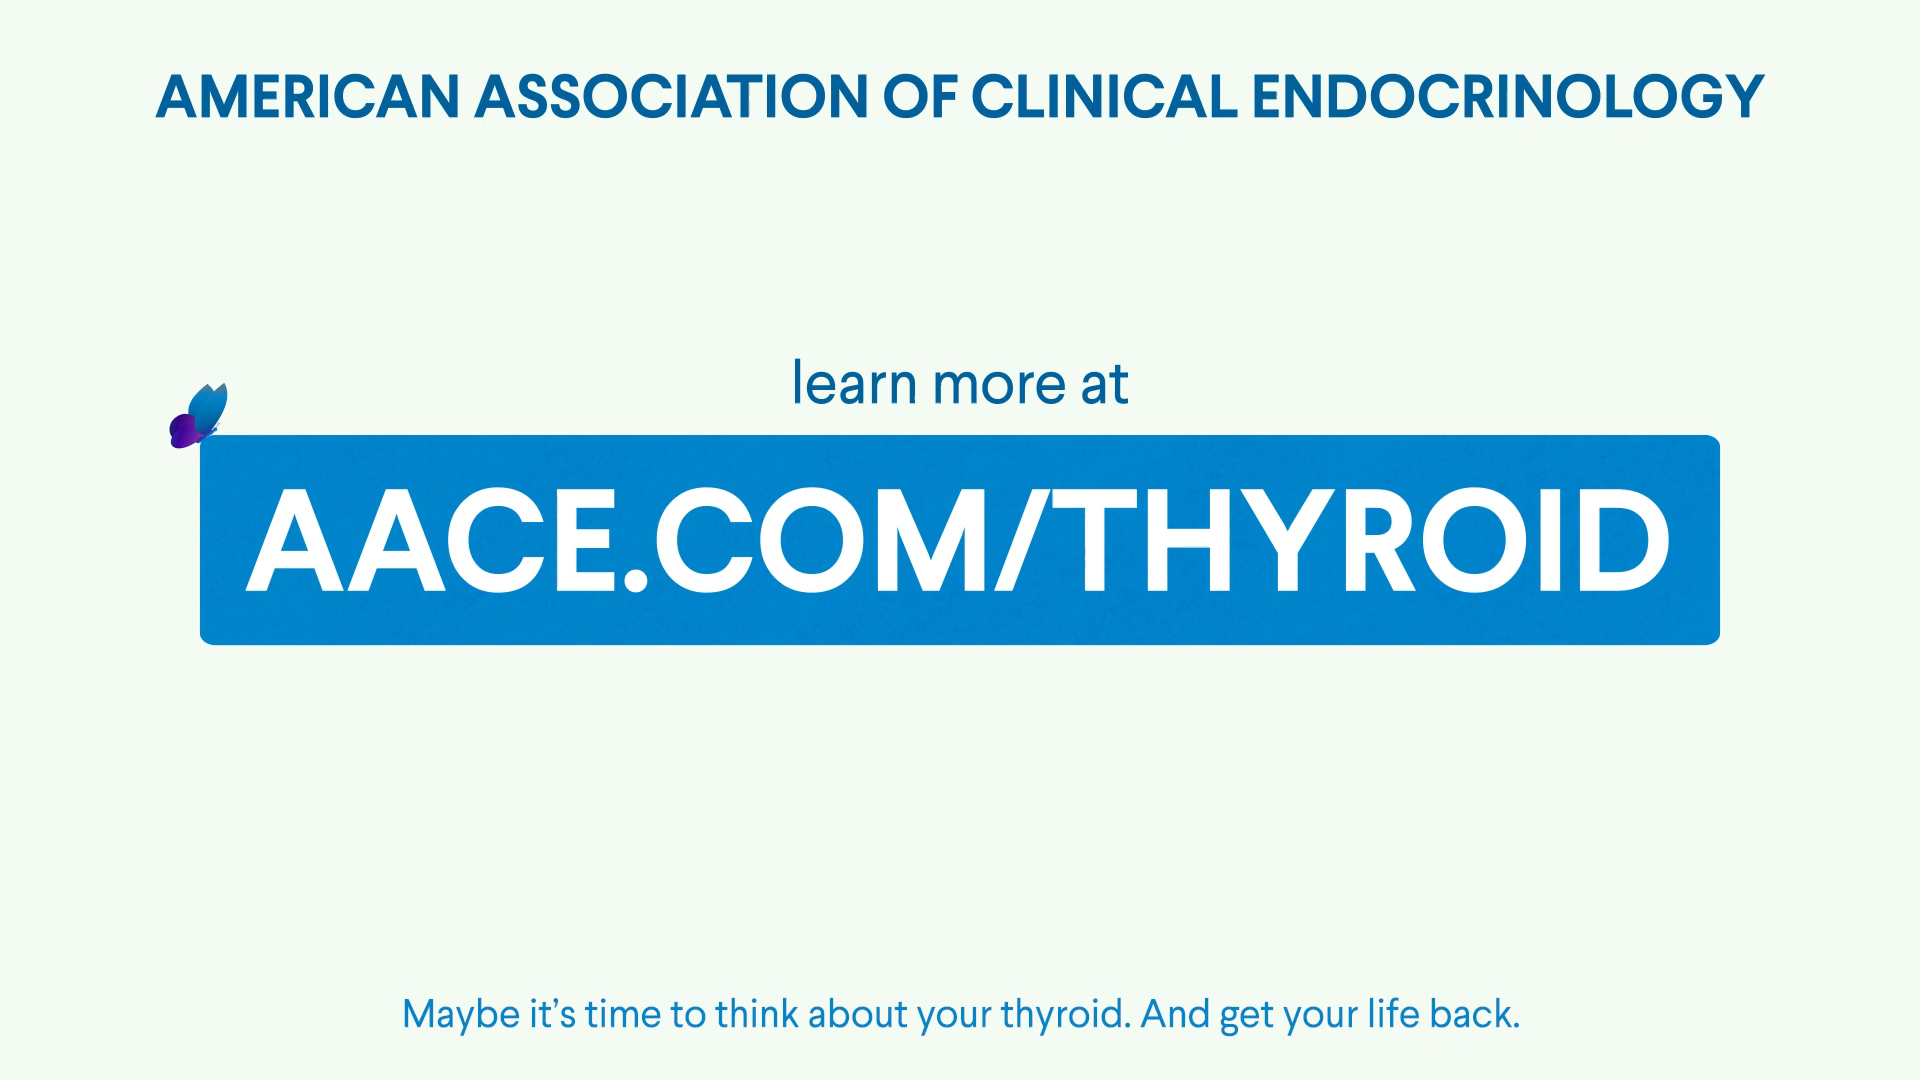 AMERICAN ASSOCIATION OF CLINICAL ENDOCRINOLOGY
learn more at
AACE.COM/THYROID
Maybe it’s time to think about your thyroid. And get your life back.